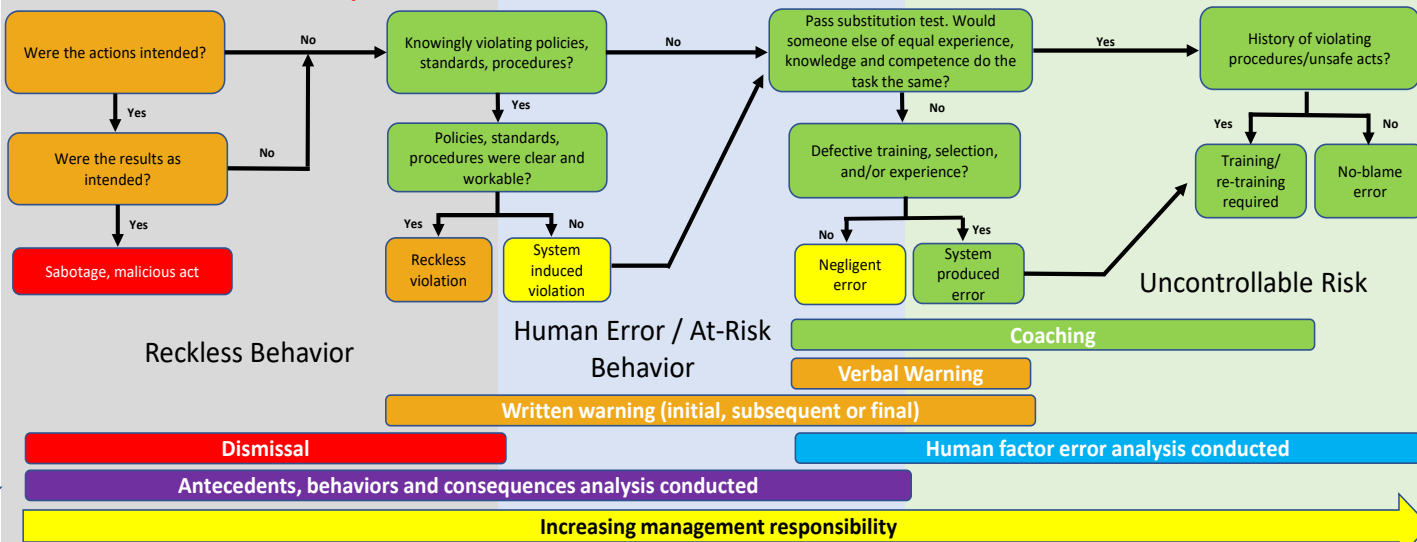 Were the actions intended?
No
Yes
Were the results as
intended?
No
Yes
Sabotage, malicious act
Knowingly violating policies,
standards, procedures?
No
Yes
Policies, standards,
procedures were clear and
workable?
Yes
No
Reckless
violation
System
induced
violation
Pass substitution test. Would
someone else of equal experience,
knowledge and competence do the
task the same?
Yes
No
Defective training, selection,
and/or experience?
No
Yes
Negligent
error
System
produced
error
History of violating
procedures/unsafe acts?
Yes
No
Training/
re-training
required
No-blame
error
Reckless Behavior
Human Error / At-Risk
Behavior
Uncontrollable Risk
Coaching
Verbal Warning
Written warning (initial, subsequent or final)
Dismissal
Human factor error analysis conducted
Antecedents, behaviors and consequences analysis conducted
Increasing management responsibility